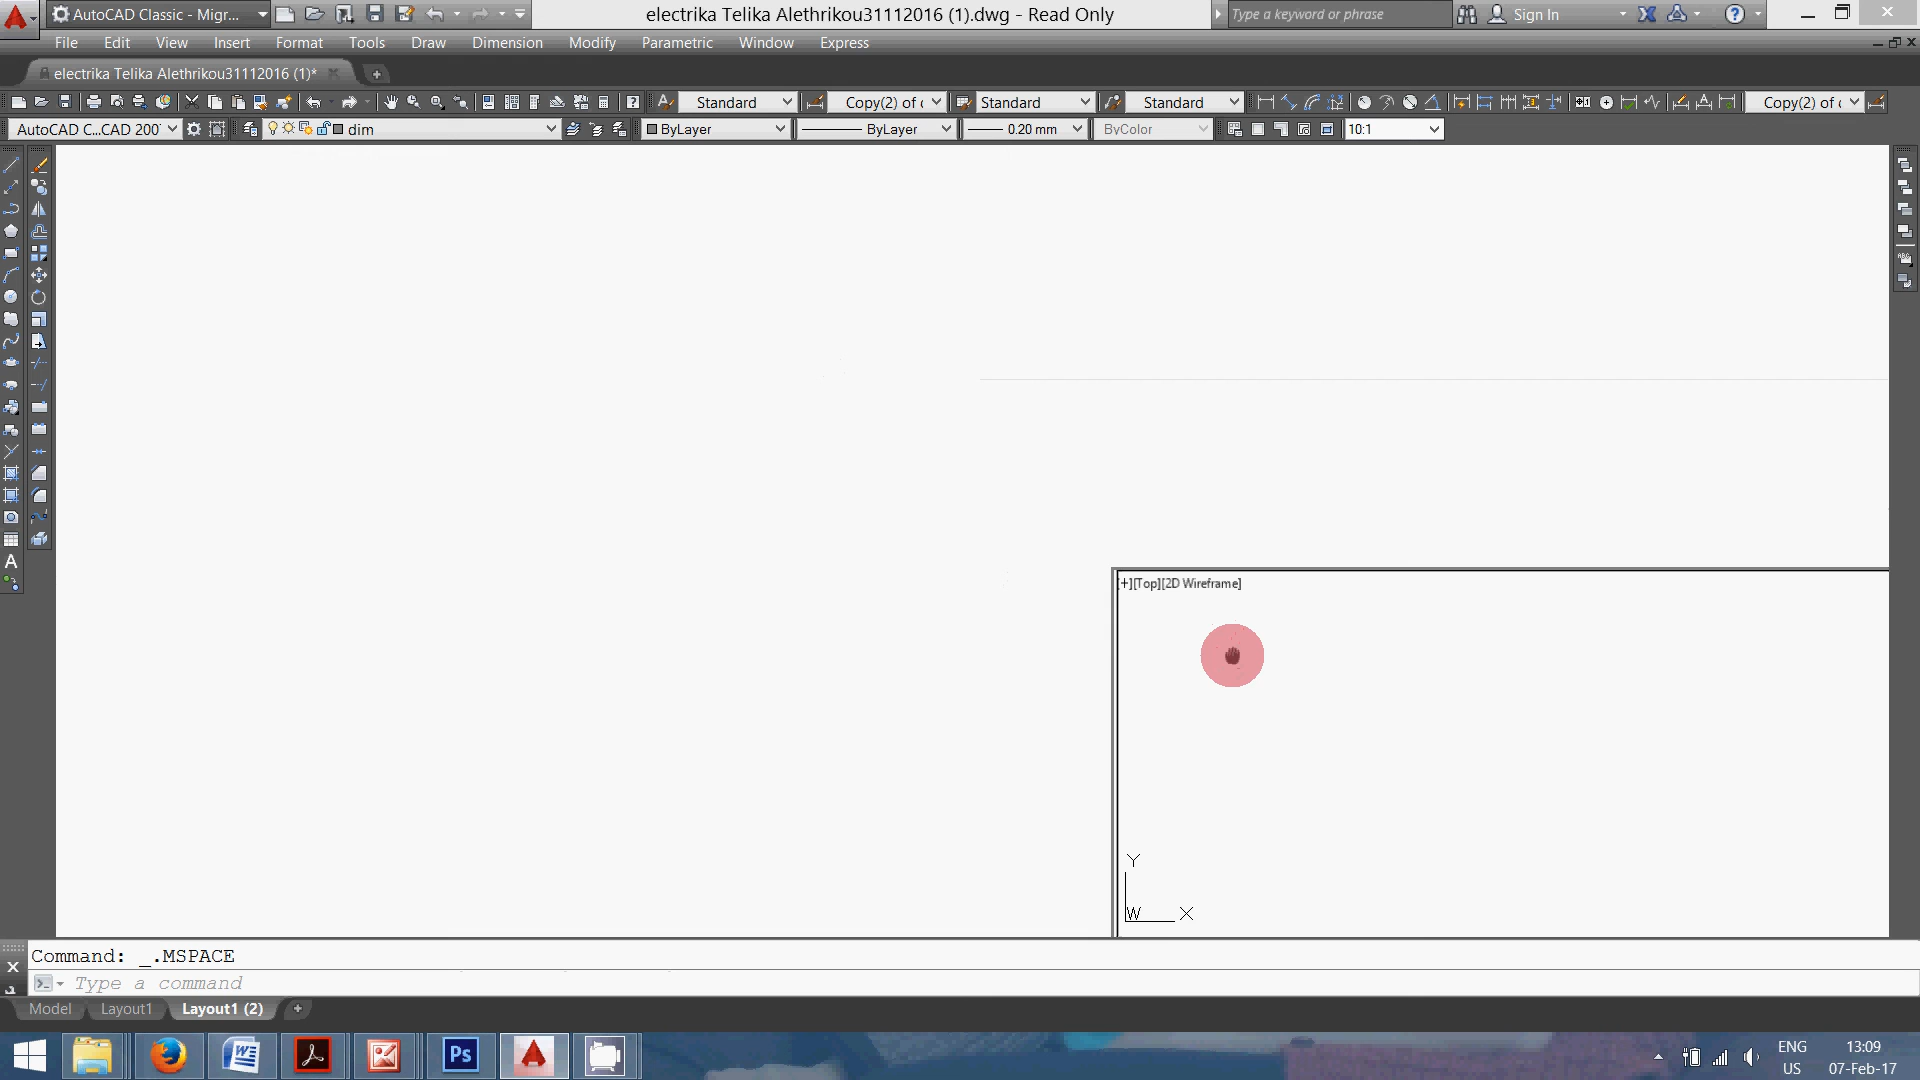 AutoCAD Classic - Migr...
electrika Telika Alethrikou31112016 (1).dwg - Read Only
Type a keyword or phrase
Sign In
File Edit View Insert Format Tools Draw Dimension Modify Parametric Window Express
electrika Telika Alethrikou31112016 (1)*
Standard Copy(2) of Standard Standard Copy(2) of
AutoCAD C...CAD 200 dim ByLayer ByLayer 0.20 mm ByColor 10:1
[+][Top][2D Wireframe]
Y
W X
A
Command: _.MSPACE
Type a command
Model Layout1 Layout1 (2)
Ps
ENG 13:09
US 07-Feb-17